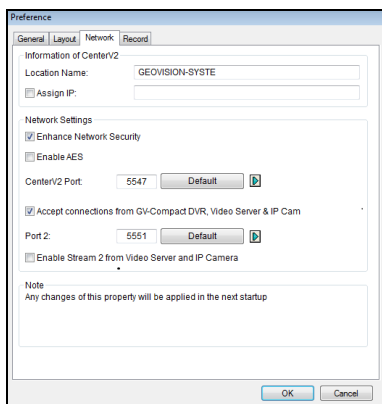 Preference
General Layout Network Record
Information of CenterV2
Location Name: GEOVISION-SYSTE
Assign IP:
Network Settings
Enhance Network Security
Enable AES
CenterV2 Port: 5547 Default
Accept connections from GV-Compact DVR, Video Server & IP Cam
Port 2: 5551 Default
Enable Stream 2 from Video Server and IP Camera
Note
Any changes of this property will be applied in the next startup
OK Cancel